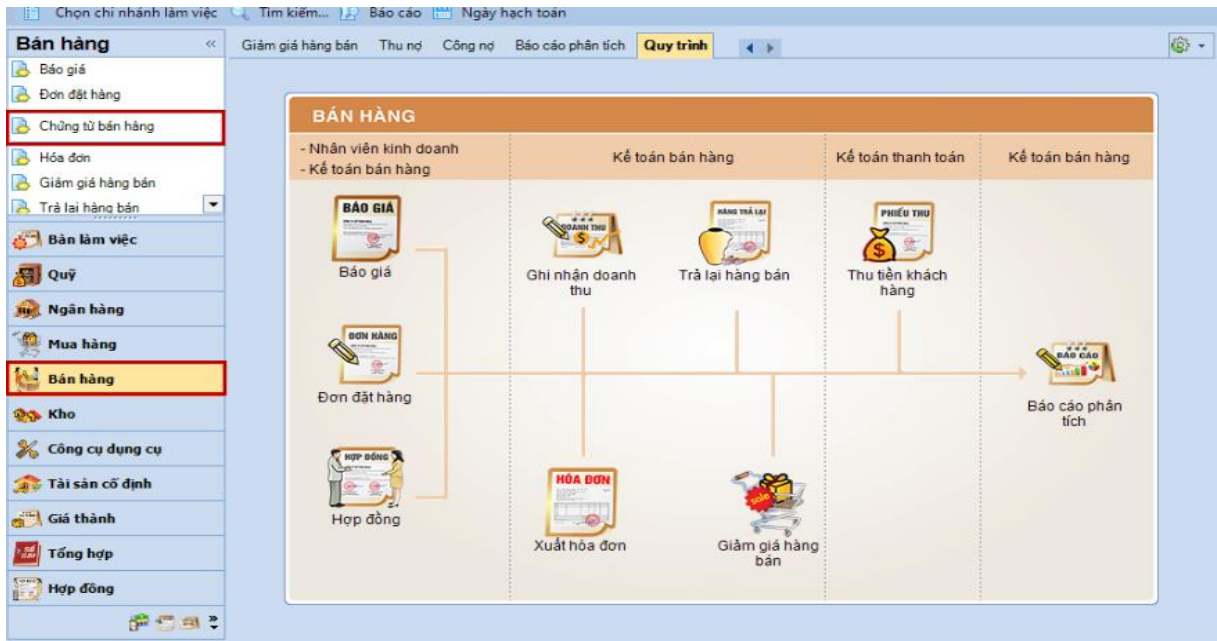 Chọn chi nhánh làm việc Tìm kiếm... Báo cáo Ngày hạch toán
Bán hàng «
Giảm giá hàng bán Thu nợ Công nợ Báo cáo phân tích Quy trình
Báo giá
Đơn đặt hàng
Chứng từ bán hàng
Hóa đơn
Giảm giá hàng bán
Trả lại hàng bán
Bàn làm việc
Quỹ
Ngân hàng
Mua hàng
Bán hàng
Kho
Công cụ dụng cụ
Tài sản cố định
Giá thành
Tổng hợp
Hợp đồng
BÁN HÀNG
- Nhân viên kinh doanh
- Kế toán bán hàng
Kế toán bán hàng
Kế toán thanh toán
Kế toán bán hàng
BÁO GIÁ
Báo giá
DOANH THU
Ghi nhận doanh
thu
HÀNG TRẢ LẠI
Trả lại hàng bán
PHIẾU THU
Thu tiền khách
hàng
ĐƠN HÀNG
Đơn đặt hàng
BÁO CÁO
Báo cáo phân
tích
HỢP ĐỒNG
Hợp đồng
HÓA ĐƠN
Xuất hóa đơn
sale
Giảm giá hàng
bán